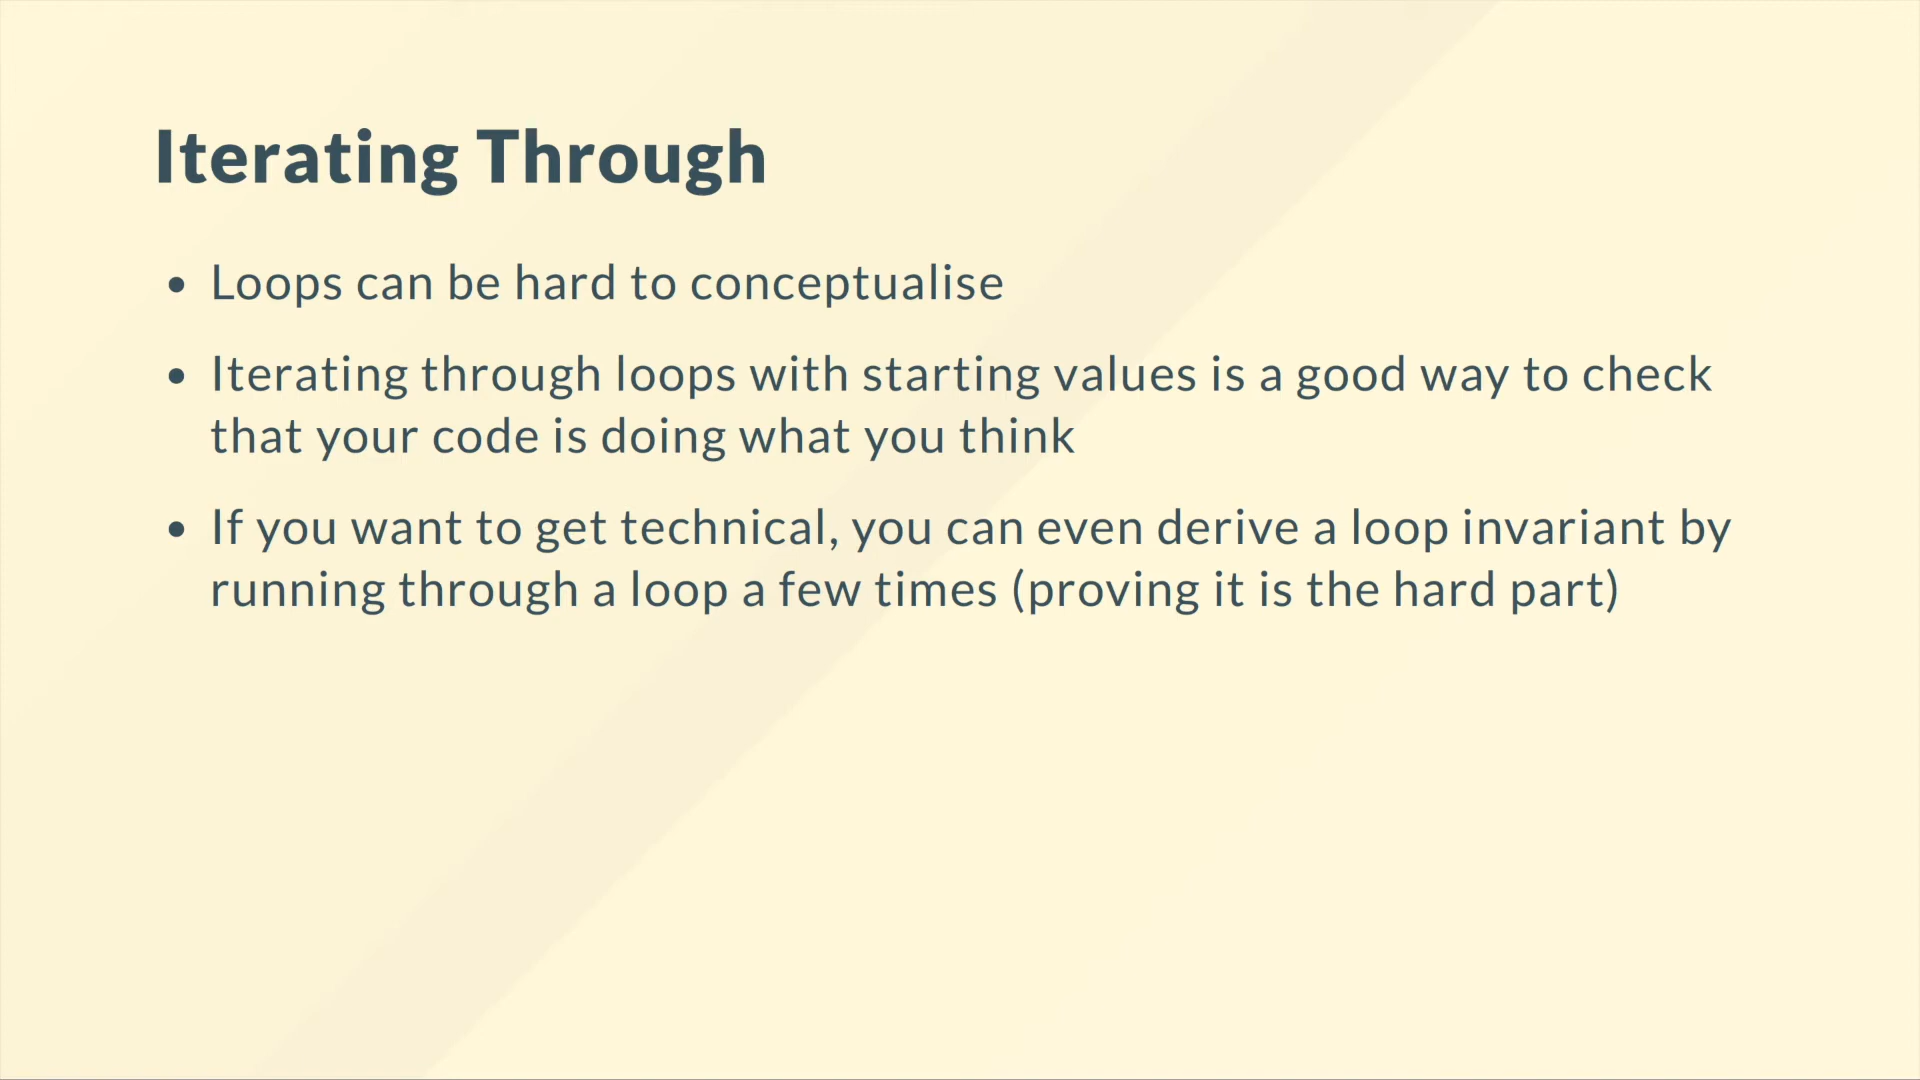 Iterating Through
• Loops can be hard to conceptualise
• Iterating through loops with starting values is a good way to check
that your code is doing what you think
• If you want to get technical, you can even derive a loop invariant by
running through a loop a few times (proving it is the hard part)